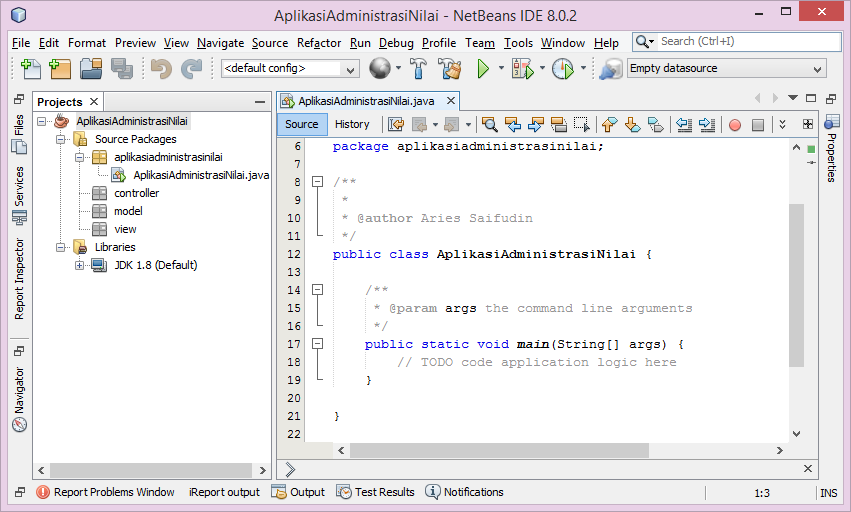 AplikasiAdministrasiNilai - NetBeans IDE 8.0.2
File Edit Format Preview View Navigate Source Refactor Run Debug Profile Team Tools Window Help Search (Ctrl+I)
<default config> Empty datasource
Files
Services
Report Inspector
Navigator
Projects
AplikasiAdministrasiNilai
Source Packages
aplikasiadministrasinilai
AplikasiAdministrasiNilai.java
controller
model
view
Libraries
JDK 1.8 (Default)
AplikasiAdministrasiNilai.java
Source History
6 package aplikasiadministrasinilai;
7
8 /**
9 *
10 * @author Aries Saifudin
11 */
12 public class AplikasiAdministrasiNilai {
13
14 /**
15 * @param args the command line arguments
16 */
17 public static void main(String[] args) {
18 // TODO code application logic here
19 }
20
21 }
22
Properties
Report Problems Window iReport output Output Test Results Notifications 1:3 INS